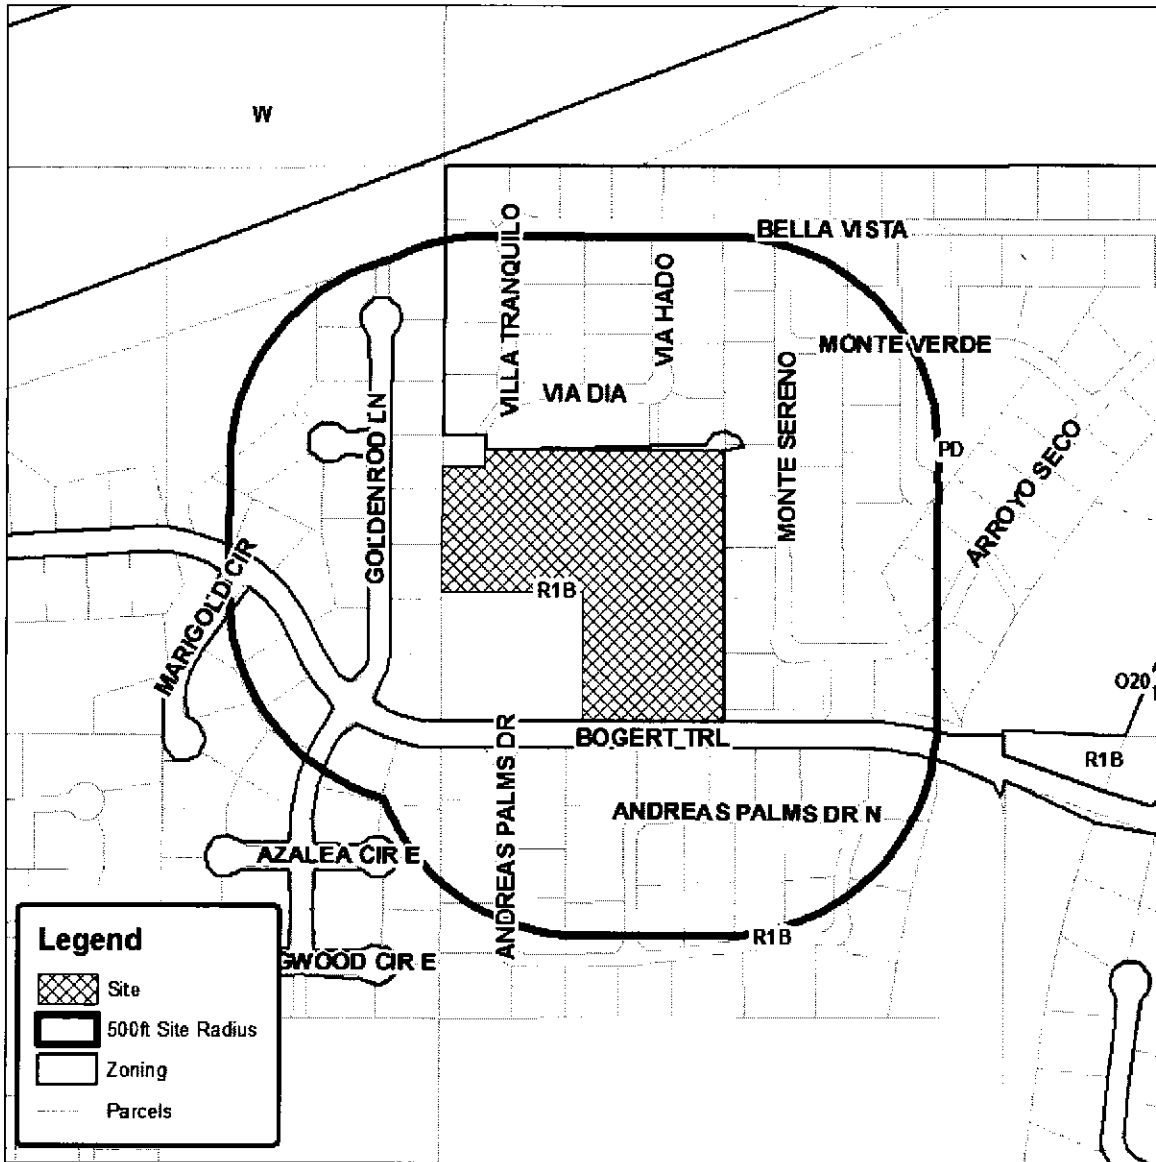 W
BELLA VISTA
VILLA TRANQUILO
VIA HADO
MONTE VERDE
MONTE SERENO
VIA DIA
GOLDENROD LN
PD
ARROYO SECO
MARIGOLD CIR
R1B
O20
BOGERT TRL
R1B
ANDREAS PALMS DR
ANDREAS PALMS DR N
AZALEA CIR E
R1B
GWOOD CIR E
Legend
Site
500ft Site Radius
Zoning
Parcels